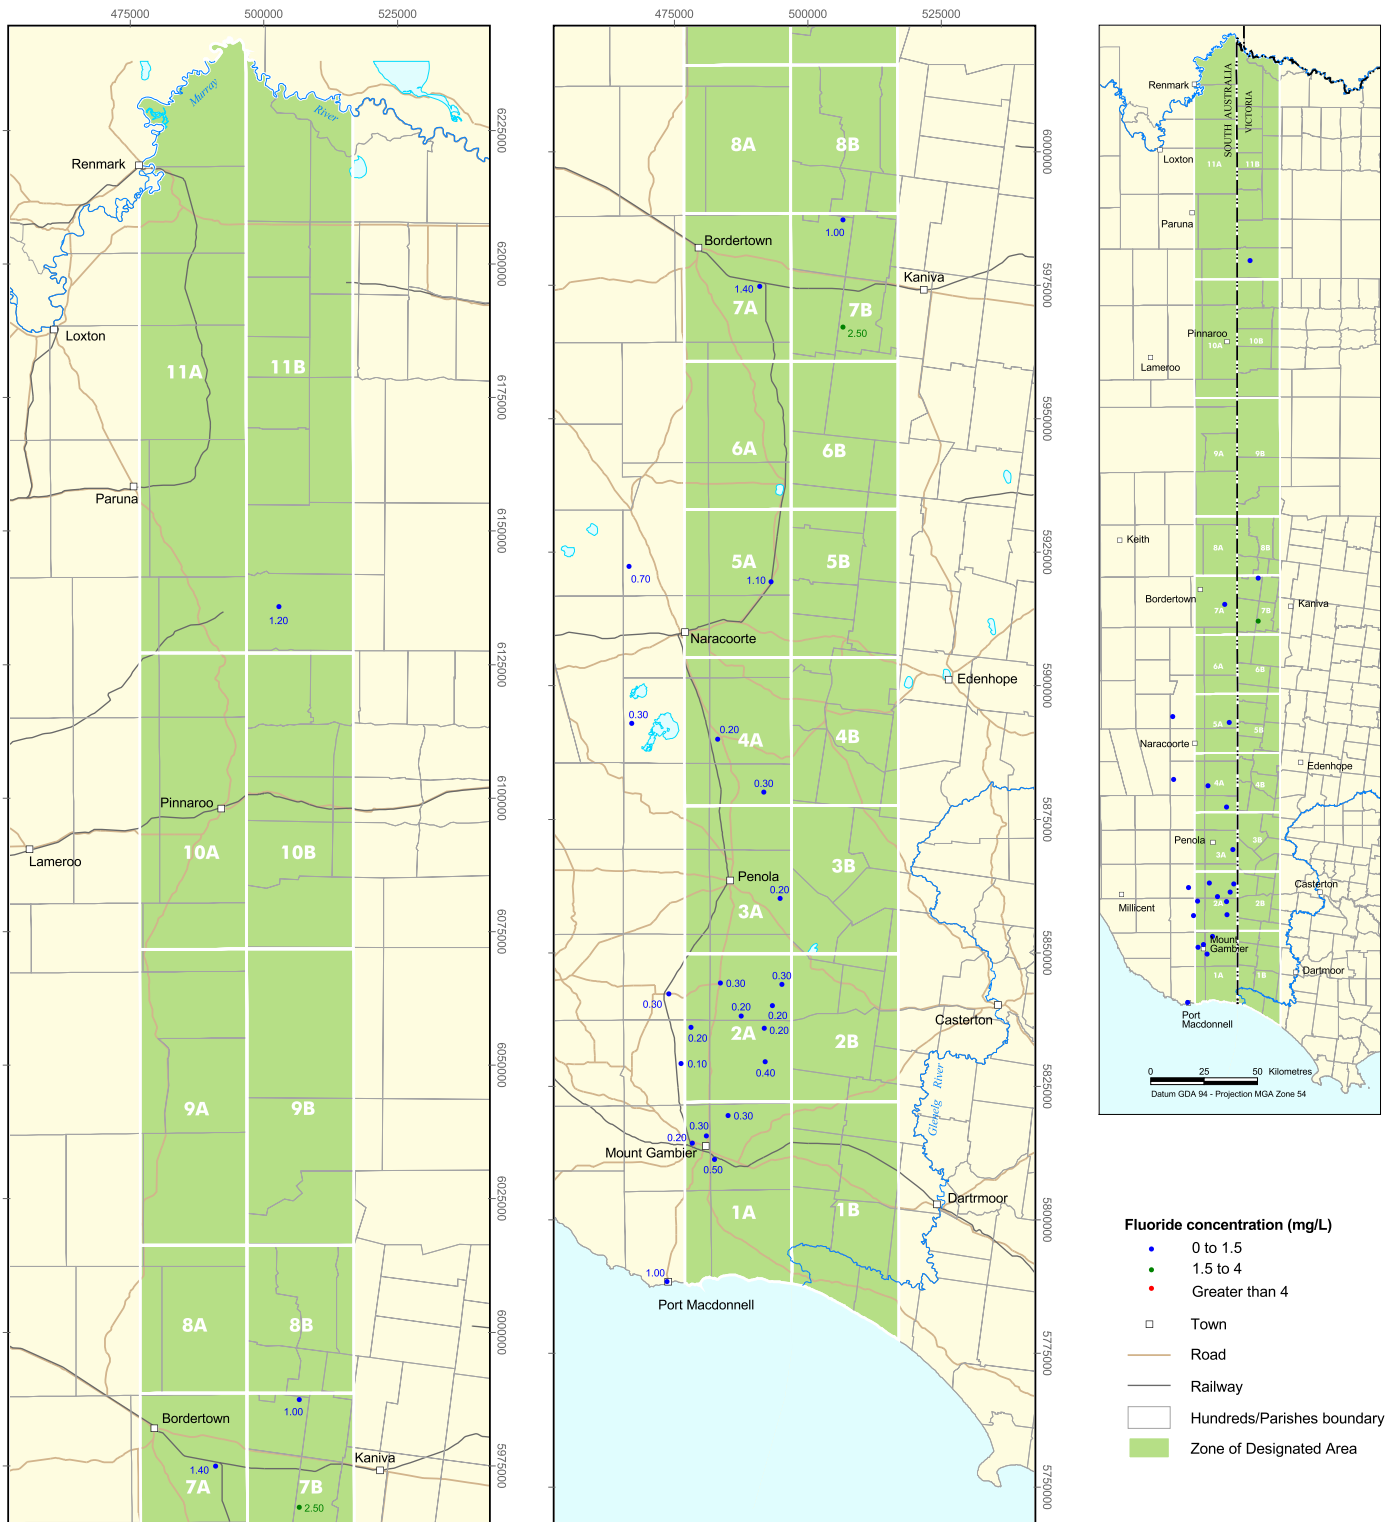 475000
500000
525000
Murray
River
6225000
Renmark
6200000
Loxton
11A
11B
6175000
Paruna
6150000
1.20
6125000
Pinnaroo
6100000
Lameroo
10A
10B
6075000
6050000
9A
9B
6025000
8A
8B
6000000
1.00
Bordertown
Kaniva
5975000
1.40
7A
7B
2.50
475000
500000
525000
8A
8B
6000000
1.00
Bordertown
Kaniva
5975000
1.40
7A
7B
2.50
5950000
6A
6B
5925000
5A
5B
0.70
1.10
Naracoorte
Edenhope
5900000
0.30
0.20
4A
4B
0.30
5875000
Penola
3B
0.20
3A
5850000
0.30
0.30
0.30
0.20
0.20
Casterton
0.20
2A
0.20
2B
0.10
0.40
5825000
Glenelg River
0.30
0.30
0.20
Mount Gambier
0.50
Dartrmoor
5800000
1A
1B
1.00
Port Macdonnell
5775000
5750000
SOUTH AUSTRALIA
VICTORIA
Renmark
Loxton
11A
11B
Paruna
Pinnaroo
10A
10B
Lameroo
9A
9B
Keith
8A
8B
Bordertown
Kaniva
7A
7B
6A
6B
5A
5B
Naracoorte
Edenhope
4A
4B
Penola
3A
3B
Casterton
Millicent
2A
2B
Mount
Gambier
Dartmoor
1A
1B
Port
Macdonnell
0 25 50 Kilometres
Datum GDA 94 - Projection MGA Zone 54
Fluoride concentration (mg/L)
0 to 1.5
1.5 to 4
Greater than 4
Town
Road
Railway
Hundreds/Parishes boundary
Zone of Designated Area